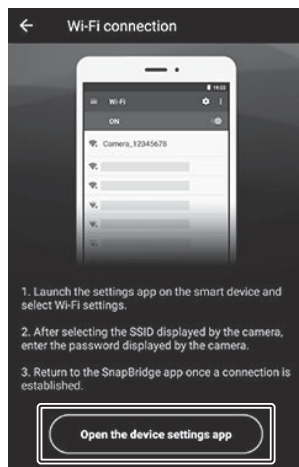 Wi-Fi connection
19:23
Wi-Fi
ON
Camera_12345678
1. Launch the settings app on the smart device and
select Wi-Fi settings.
2. After selecting the SSID displayed by the camera,
enter the password displayed by the camera.
3. Return to the SnapBridge app once a connection is
established.
Open the device settings app